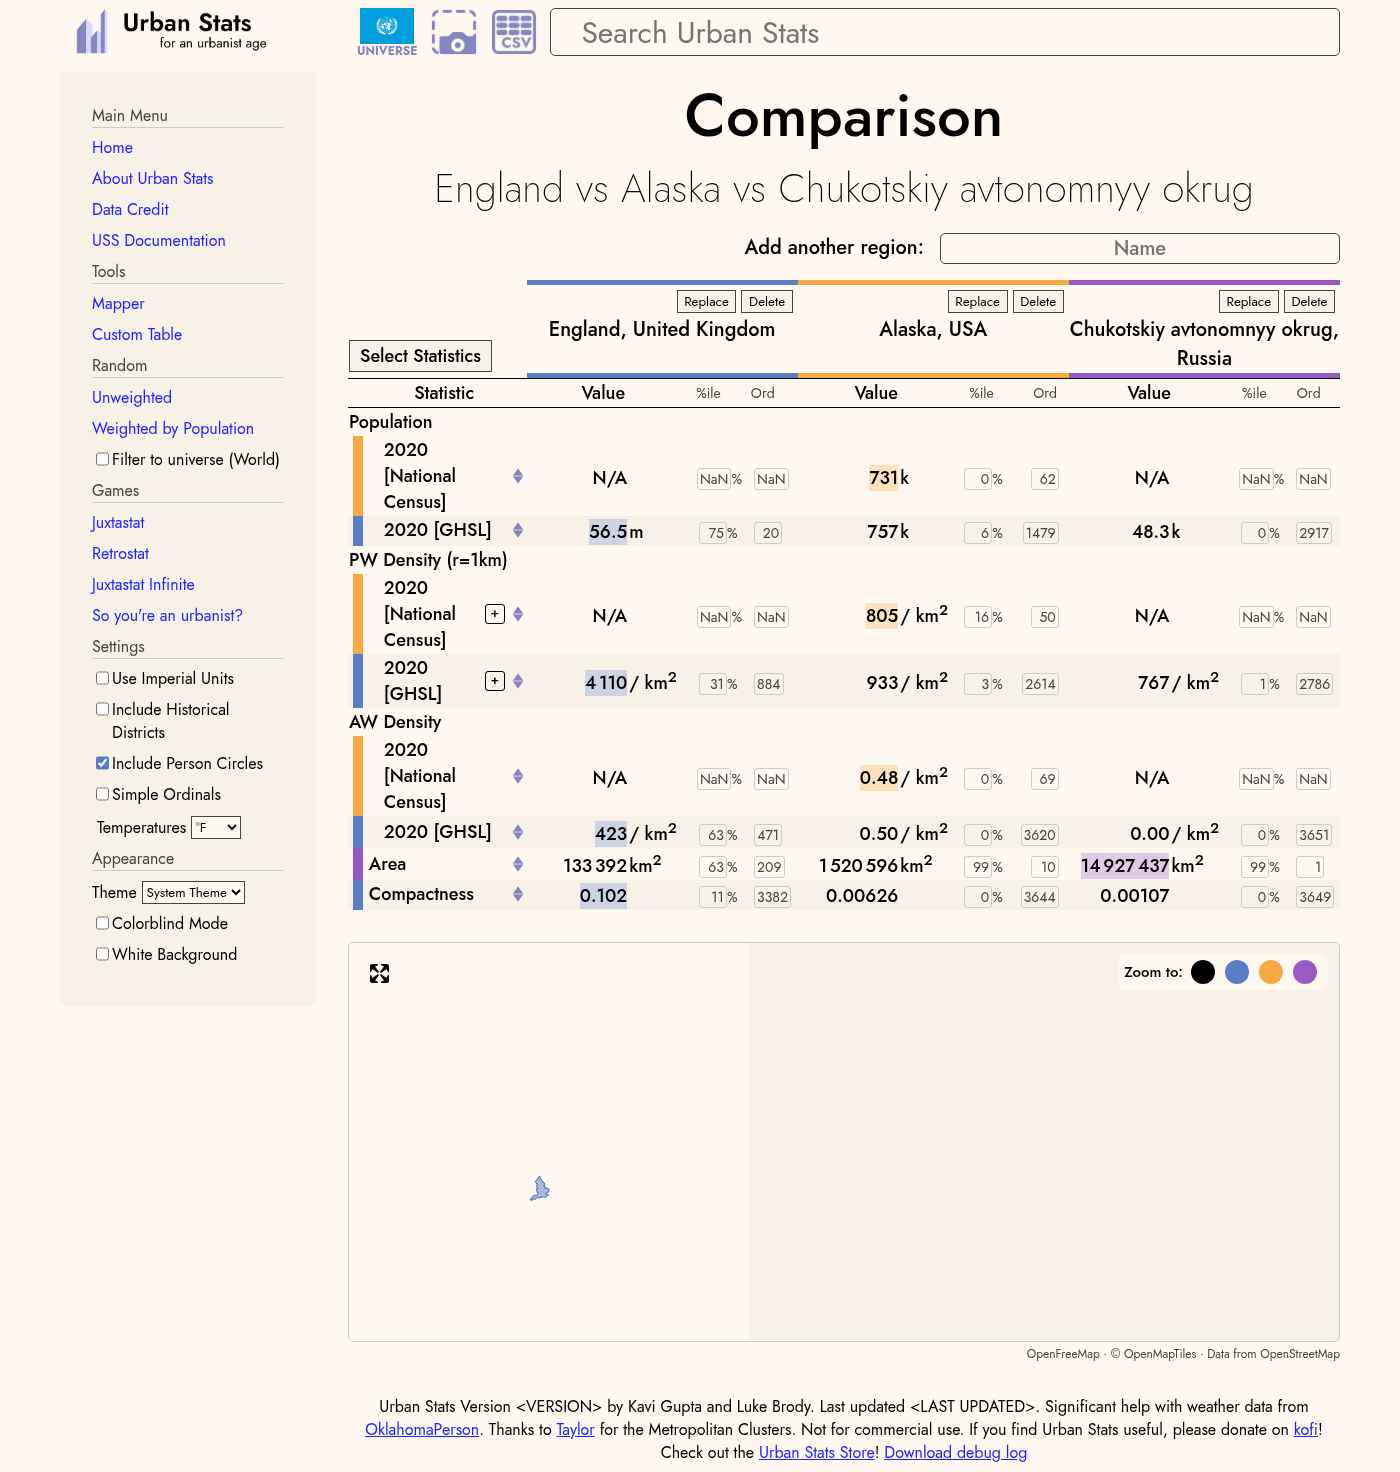 Urban Stats
for an urbanist age
UNIVERSE
CSV
Search Urban Stats
Main Menu
Home
About Urban Stats
Data Credit
USS Documentation
Tools
Mapper
Custom Table
Random
Unweighted
Weighted by Population
Filter to universe (World)
Games
Juxtastat
Retrostat
Juxtastat Infinite
So you're an urbanist?
Settings
Use Imperial Units
Include Historical
Districts
Include Person Circles
Simple Ordinals
Temperatures °F
Appearance
Theme System Theme
Colorblind Mode
White Background
Comparison
England vs Alaska vs Chukotskiy avtonomnyy okrug
Add another region: Name
Replace Delete Replace Delete Replace Delete
England, United Kingdom Alaska, USA Chukotskiy avtonomnyy okrug,
Russia
Select Statistics
Statistic Value %ile Ord Value %ile Ord Value %ile Ord
Population
2020
[National
Census]
N/A NaN% NaN 731k 0% 62 N/A NaN% NaN
2020 [GHSL] 56.5m 75% 20 757k 6% 1479 48.3k 0% 2917
PW Density (r=1km)
2020
[National
Census]
+ N/A NaN% NaN 805/ km² 16% 50 N/A NaN% NaN
2020
[GHSL]
+ 4 110/ km² 31% 884 933/ km² 3% 2614 767/ km² 1% 2786
AW Density
2020
[National
Census]
N/A NaN% NaN 0.48/ km² 0% 69 N/A NaN% NaN
2020 [GHSL] 423/ km² 63% 471 0.50/ km² 0% 3620 0.00/ km² 0% 3651
Area 133 392km² 63% 209 1 520 596km² 99% 10 14 927 437km² 99% 1
Compactness 0.102 11% 3382 0.00626 0% 3644 0.00107 0% 3649
Zoom to:
OpenFreeMap · © OpenMapTiles · Data from OpenStreetMap
Urban Stats Version <VERSION> by Kavi Gupta and Luke Brody. Last updated <LAST UPDATED>. Significant help with weather data from
OklahomaPerson. Thanks to Taylor for the Metropolitan Clusters. Not for commercial use. If you find Urban Stats useful, please donate on kofi!
Check out the Urban Stats Store! Download debug log